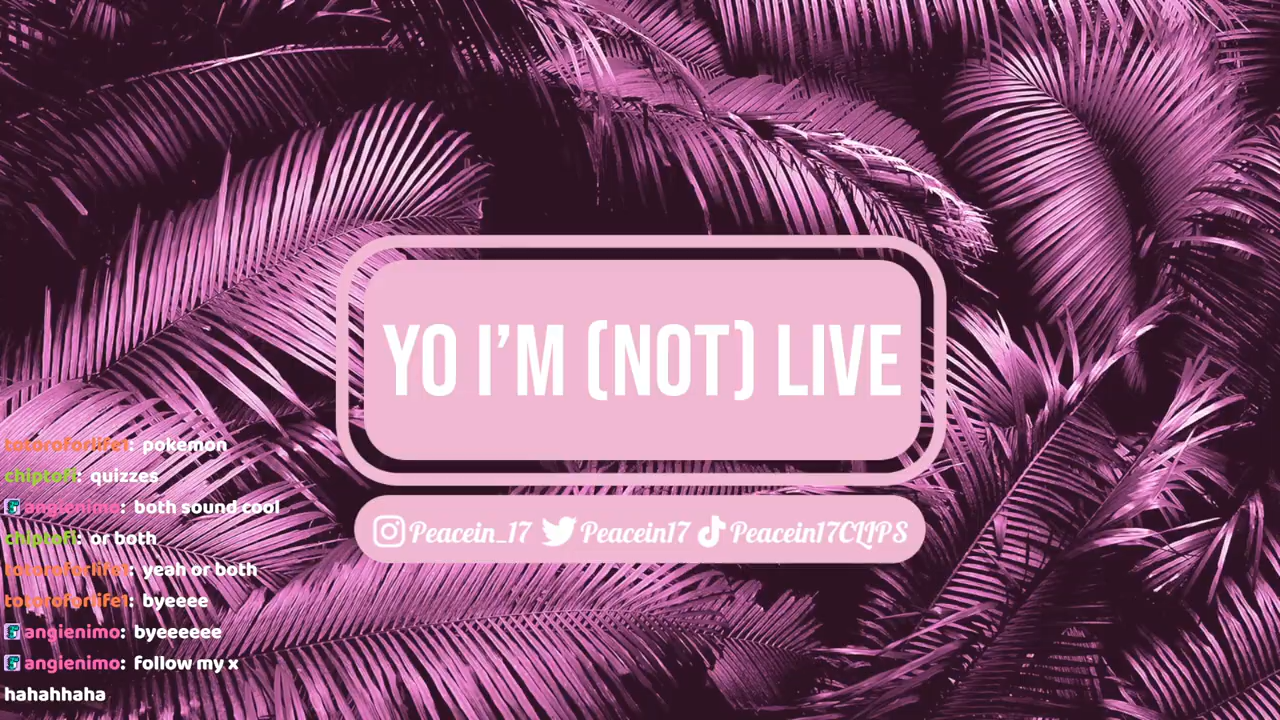 YO I'M (NOT) LIVE
Peacein_17 Peacein17 Peacein17CLIPS
totoroforlife1: pokemon
chiptofi: quizzes
angienimo: both sound cool
chiptofi: or both
totoroforlife1: yeah or both
totoroforlife1: byeeee
angienimo: byeeeeee
angienimo: follow my x
hahahhaha